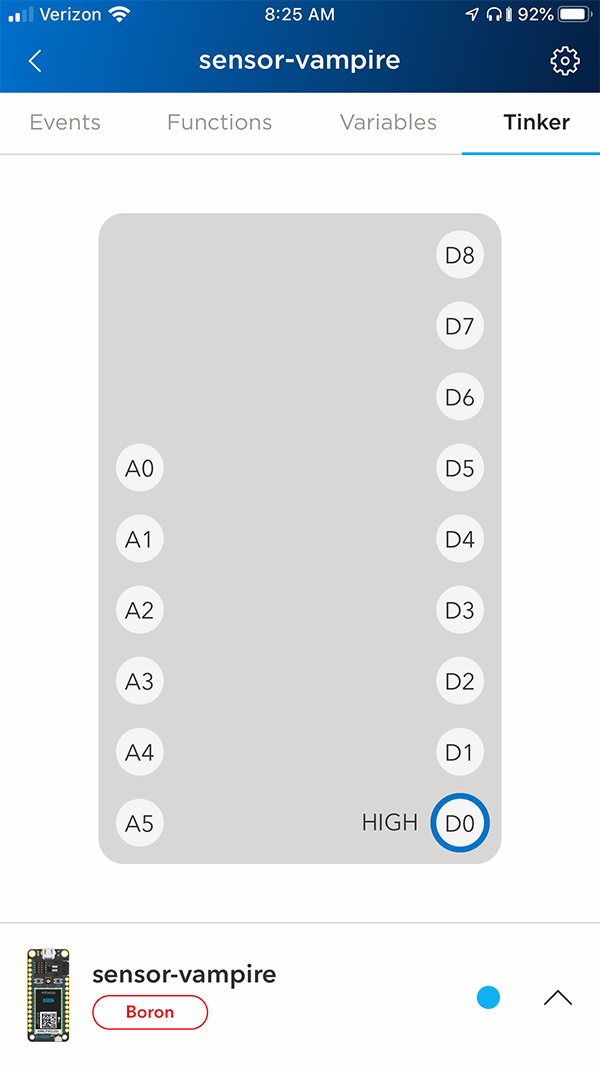 Verizon 8:25 AM 92%
sensor-vampire
Events Functions Variables Tinker
D8
D7
D6
A0 D5
A1 D4
A2 D3
A3 D2
A4 D1
A5 HIGH D0
sensor-vampire
Boron